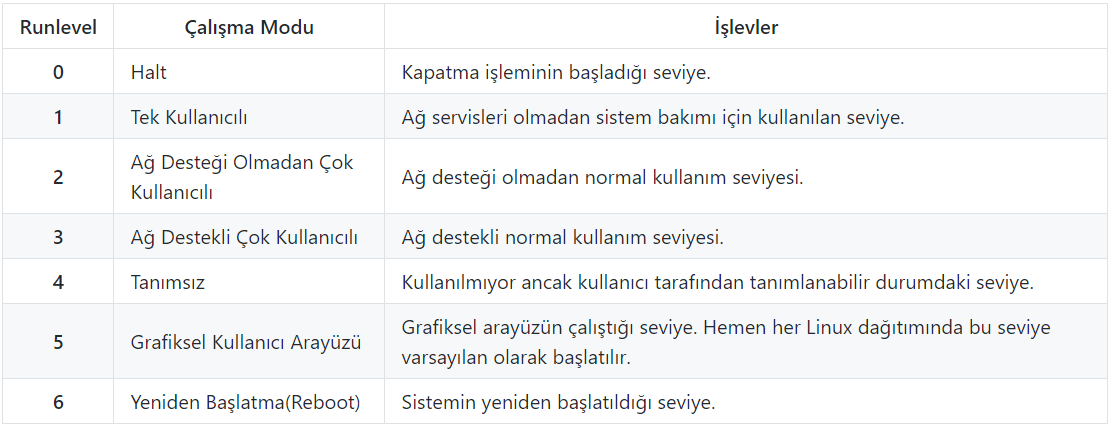 Runlevel Çalışma Modu İşlevler
0 Halt Kapatma işleminin başladığı seviye.
1 Tek Kullanıcılı Ağ servisleri olmadan sistem bakımı için kullanılan seviye.
2 Ağ Desteği Olmadan Çok
Kullanıcılı Ağ desteği olmadan normal kullanım seviyesi.
3 Ağ Destekli Çok Kullanıcılı Ağ destekli normal kullanım seviyesi.
4 Tanımsız Kullanılmıyor ancak kullanıcı tarafından tanımlanabilir durumdaki seviye.
5 Grafiksel Kullanıcı Arayüzü Grafiksel arayüzün çalıştığı seviye. Hemen her Linux dağıtımında bu seviye
varsayılan olarak başlatılır.
6 Yeniden Başlatma(Reboot) Sistemin yeniden başlatıldığı seviye.